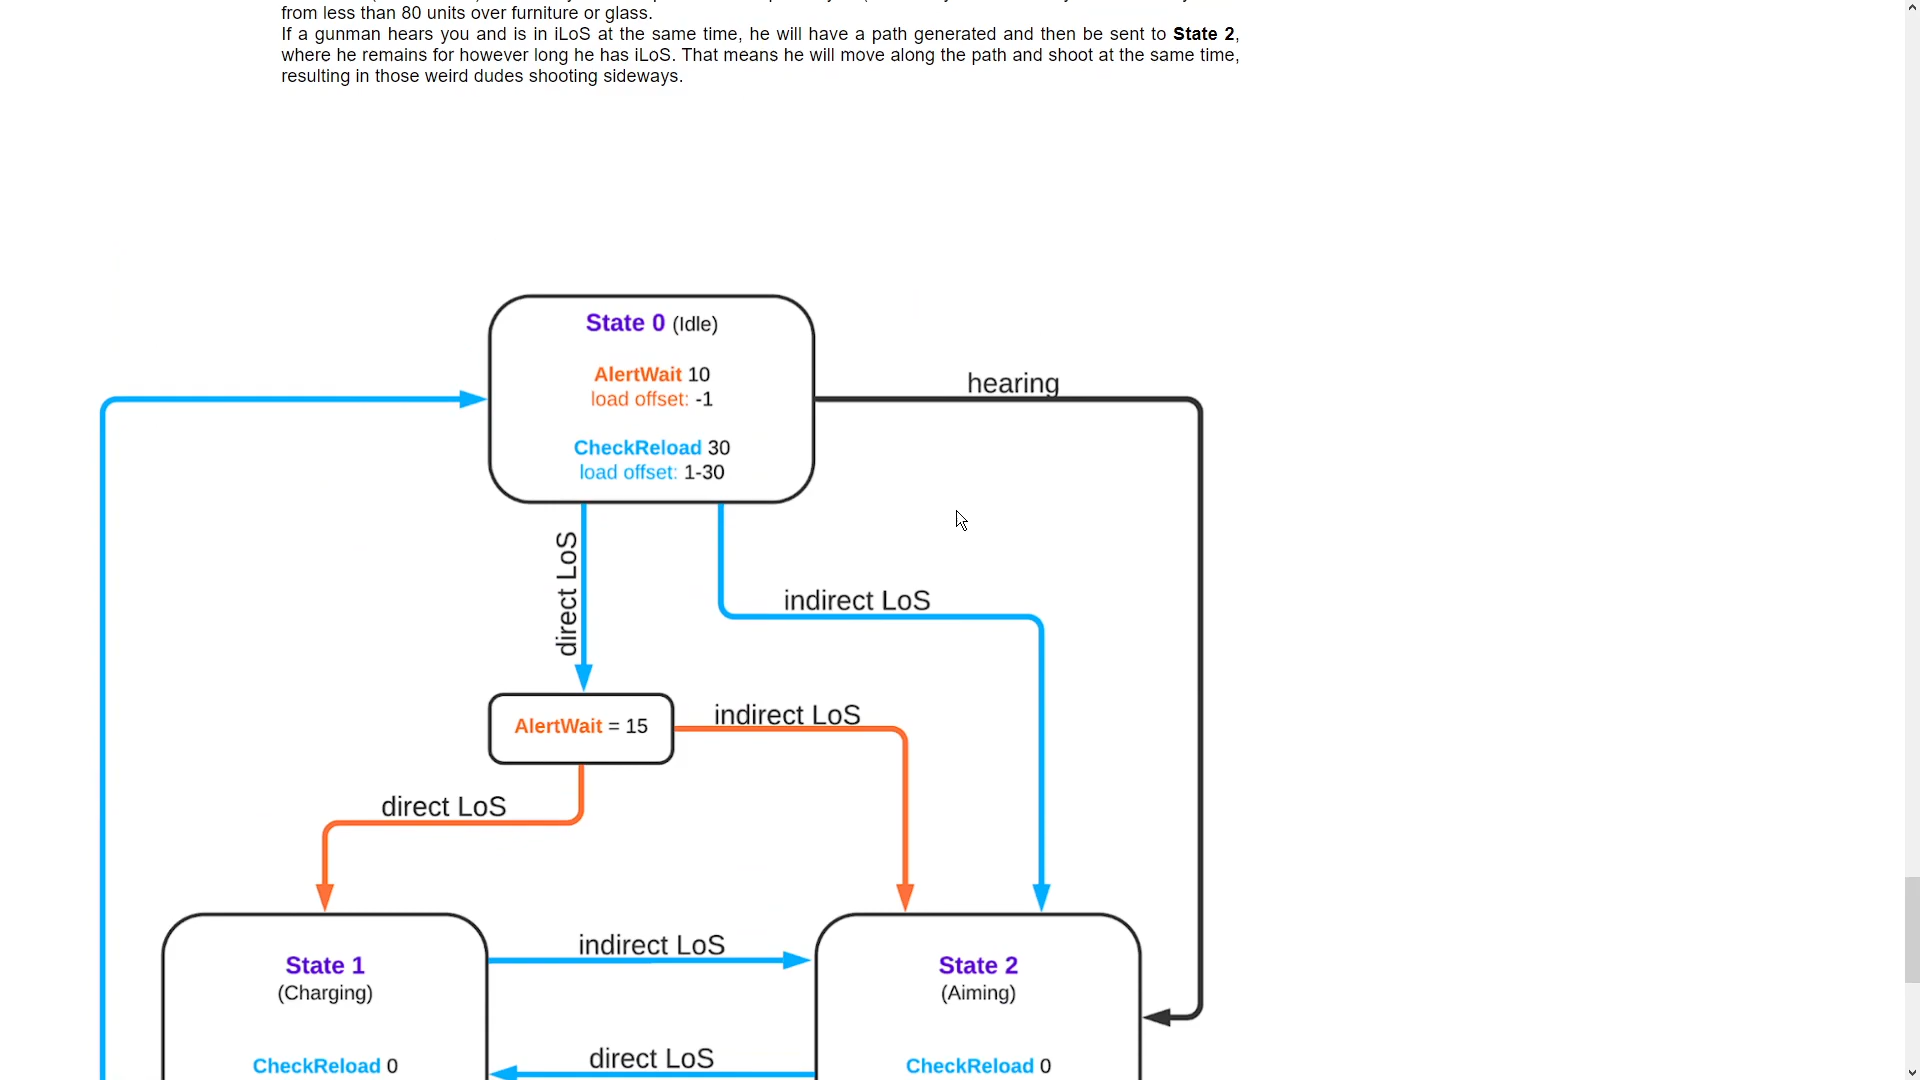 from less than 80 units over furniture or glass.
If a gunman hears you and is in iLoS at the same time, he will have a path generated and then be sent to State 2,
where he remains for however long he has iLoS. That means he will move along the path and shoot at the same time,
resulting in those weird dudes shooting sideways.
State 0 (Idle)
AlertWait 10
load offset: -1
CheckReload 30
load offset: 1-30
hearing
direct LoS
indirect LoS
AlertWait = 15
indirect LoS
direct LoS
State 1
(Charging)
CheckReload 0
indirect LoS
direct LoS
State 2
(Aiming)
CheckReload 0